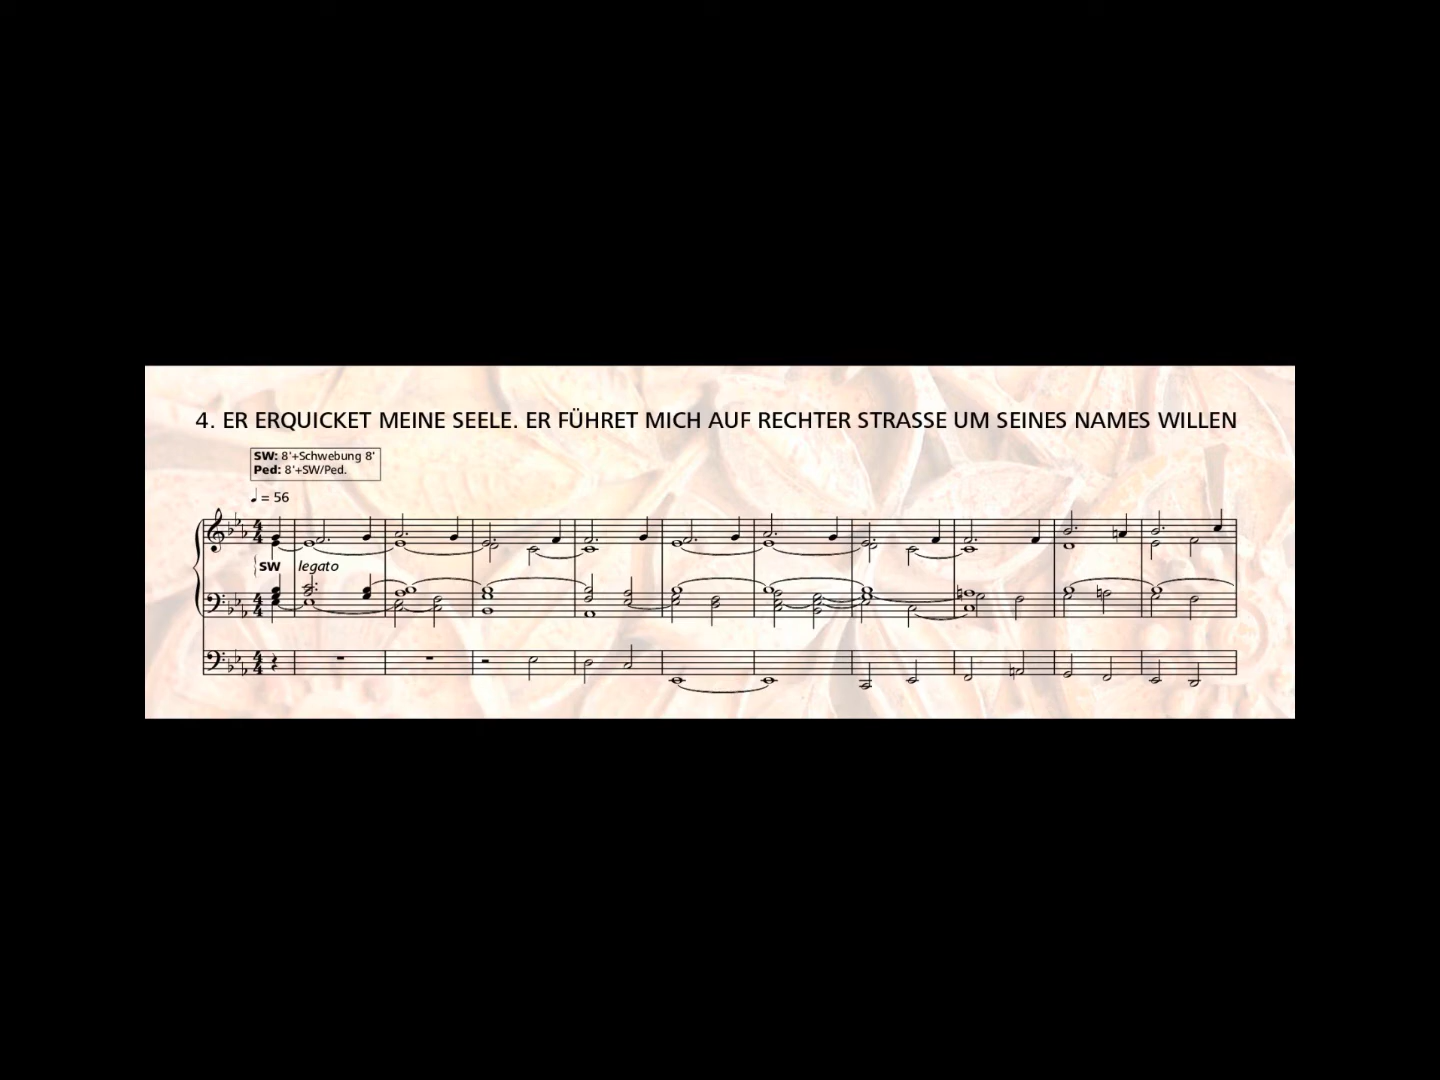 4. ER ERQUICKET MEINE SEELE. ER FÜHRET MICH AUF RECHTER STRASSE UM SEINES NAMES WILLEN
SW: 8'+Schwebung 8'
Ped: 8'+SW/Ped.
♩ = 56
SW legato